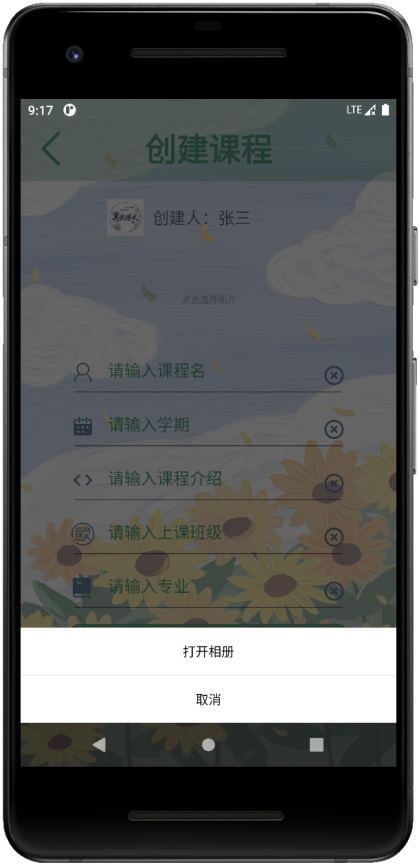 9:17
LTE
创建课程
创建人：张三
点击选择图片
请输入课程名
请输入学期
请输入课程介绍
请输入上课班级
请输入专业
打开相册
取消